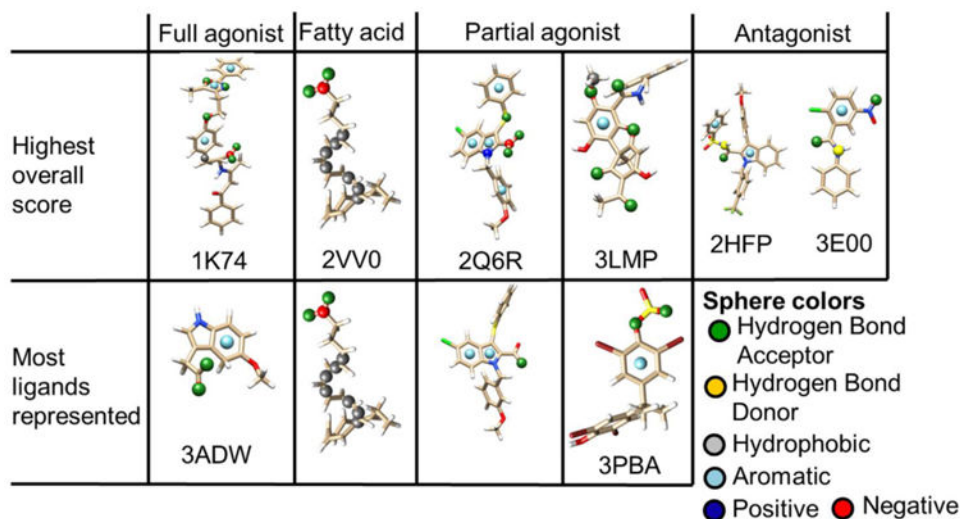 Full agonist Fatty acid Partial agonist Antagonist
Highest
overall
score
1K74 2VV0 2Q6R 3LMP 2HFP 3E00
Most
ligands
represented
3ADW 3PBA
Sphere colors
Hydrogen Bond
Acceptor
Hydrogen Bond
Donor
Hydrophobic
Aromatic
Positive Negative